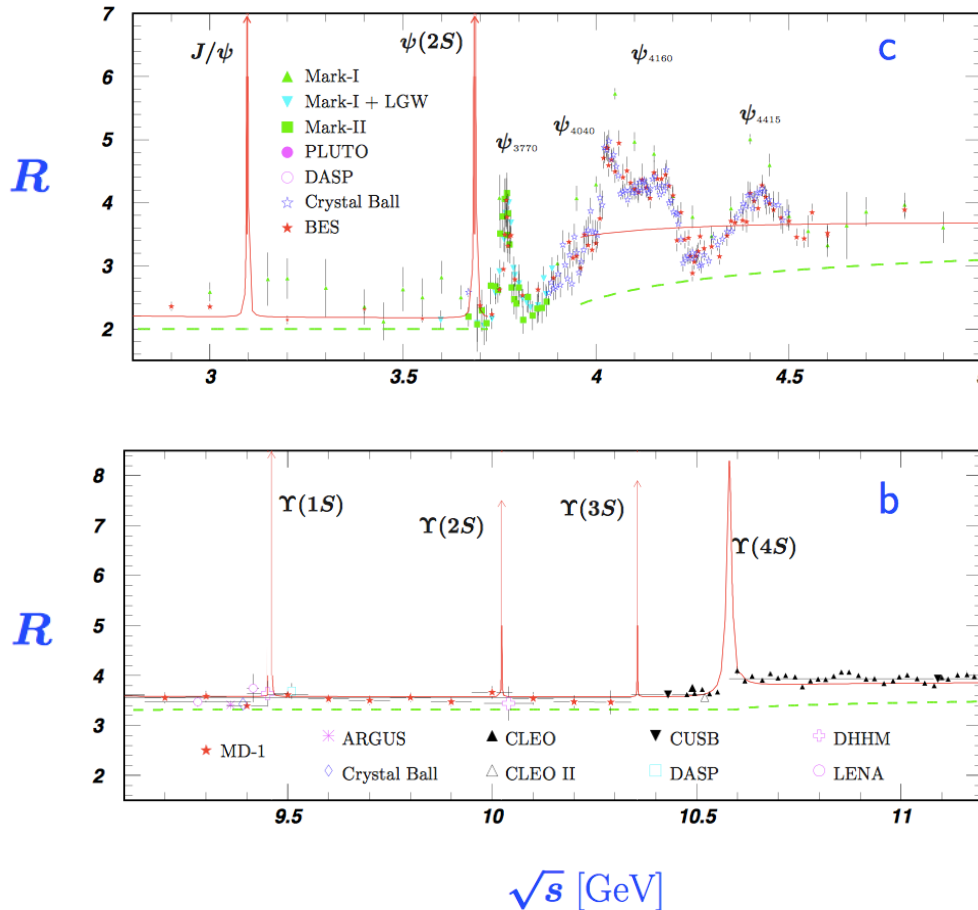 7
6
5
4
3
2
R
J/ψ
ψ(2S)
Mark-I
Mark-I + LGW
Mark-II
PLUTO
DASP
Crystal Ball
BES
ψ3770
ψ4040
ψ4160
ψ4415
c
3
3.5
4
4.5
8
7
6
5
4
3
2
R
ϒ(1S)
ϒ(2S)
ϒ(3S)
ϒ(4S)
b
MD-1
ARGUS
CLEO
CUSB
DHHM
Crystal Ball
CLEO II
DASP
LENA
9.5
10
10.5
11
√s [GeV]